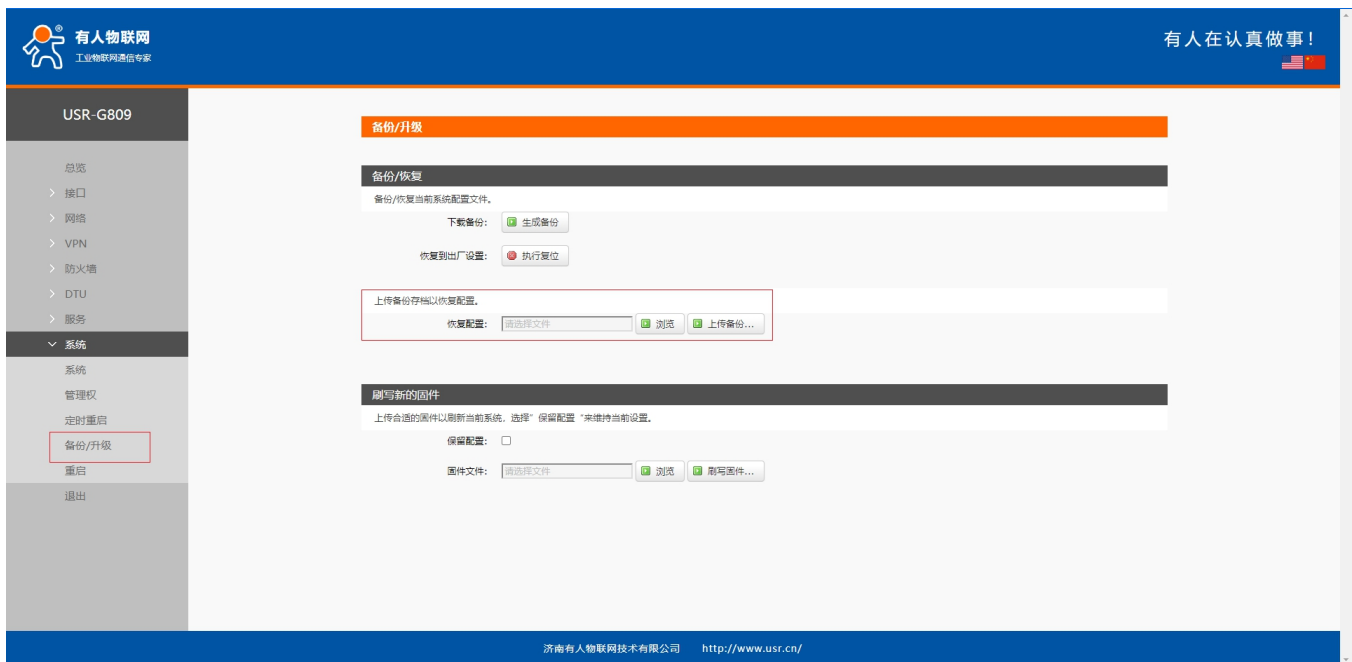 有人物联网
工业物联网通信专家
有人在认真做事!
USR-G809
总览
接口
网络
VPN
防火墙
DTU
服务
系统
系统
管理权
定时重启
备份/升级
重启
退出
备份/升级
备份/恢复
备份/恢复当前系统配置文件。
下载备份: 生成备份
恢复到出厂设置: 执行复位
上传备份存档以恢复配置。
恢复配置: 请选择文件 浏览 上传备份...
刷写新的固件
上传合适的固件以刷新当前系统, 选择" 保留配置 "来维持当前设置。
保留配置:
固件文件: 请选择文件 浏览 刷写固件...
济南有人物联网技术有限公司 http://www.usr.cn/